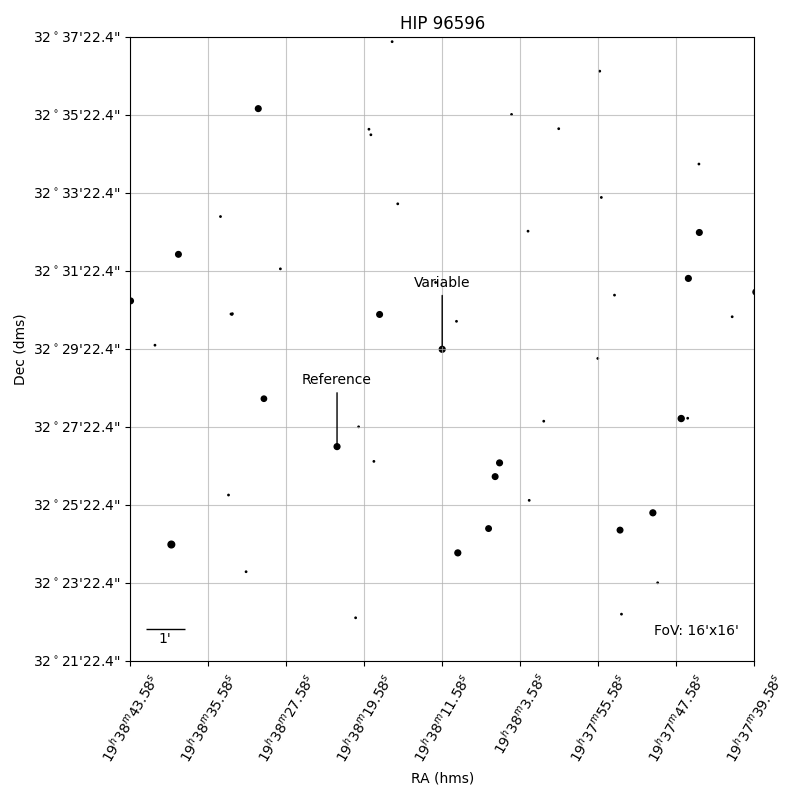 HIP 96596
32°37'22.4"
32°35'22.4"
32°33'22.4"
32°31'22.4"
32°29'22.4"
32°27'22.4"
32°25'22.4"
32°23'22.4"
32°21'22.4"
Dec (dms)
Variable
Reference
1'
FoV: 16'x16'
19h38m43.58s
19h38m35.58s
19h38m27.58s
19h38m19.58s
19h38m11.58s
19h38m3.58s
19h37m55.58s
19h37m47.58s
19h37m39.58s
RA (hms)